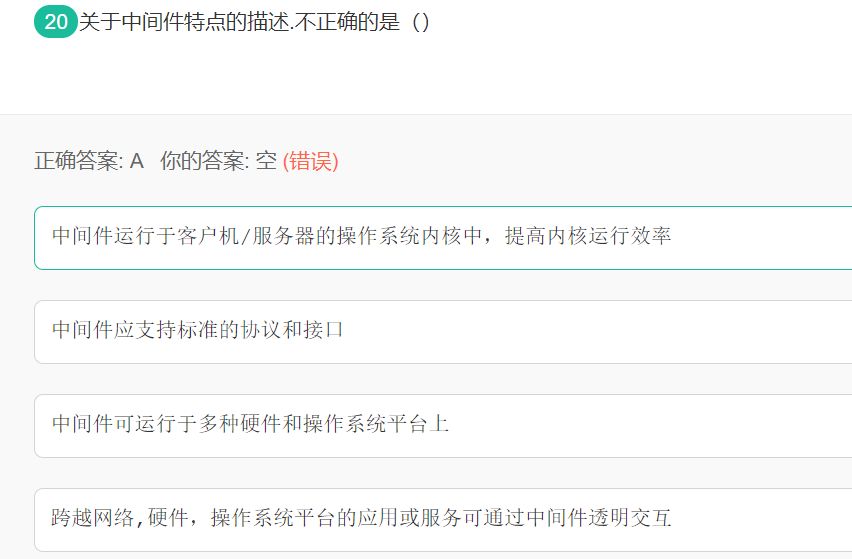 20 关于中间件特点的描述.不正确的是（）
正确答案: A 你的答案: 空 (错误)
中间件运行于客户机/服务器的操作系统内核中，提高内核运行效率
中间件应支持标准的协议和接口
中间件可运行于多种硬件和操作系统平台上
跨越网络,硬件，操作系统平台的应用或服务可通过中间件透明交互